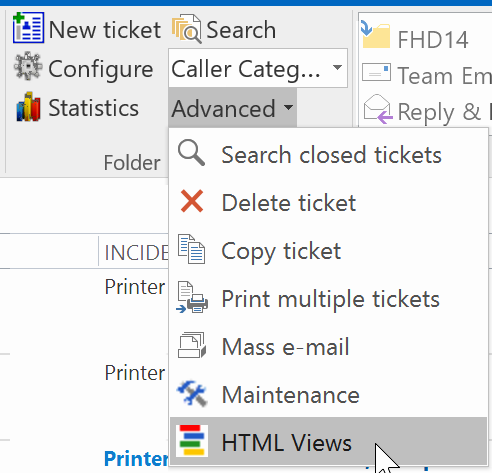 New ticket Search
Configure Caller Categ...
Statistics Advanced
Folder
FHD14
Team Em
Reply &
Search closed tickets
Delete ticket
Copy ticket
Print multiple tickets
Mass e-mail
Maintenance
HTML Views
INCIDE
Printer
Printer
Printer